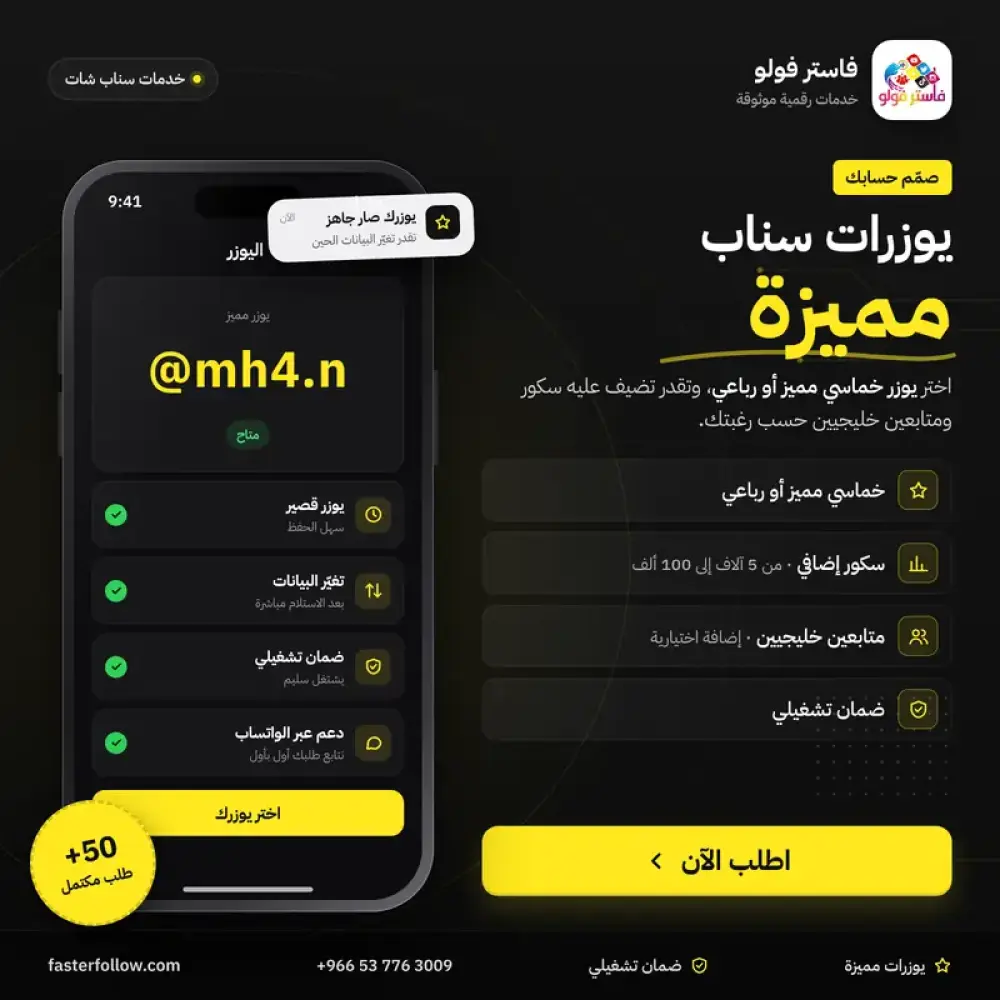 فاستر فولو
فاستر فولو
خدمات رقمية موثوقة
خدمات سناب شات
صمّم حسابك
يوزرات سناب
مميزة
اختر يوزر خماسي مميز أو رباعي، وتقدر تضيف عليه سكور
ومتابعين خليجيين حسب رغبتك.
خماسي مميز أو رباعي
سكور إضافي · من 5 آلاف إلى 100 ألف
متابعين خليجيين · إضافة اختيارية
ضمان تشغيلي
اطلب الآن
9:41
يوزرك صار جاهز
الآن
تقدر تغيّر البيانات الحين
اليوزر
يوزر مميز
@mh4.n
متاح
يوزر قصير
سهل الحفظ
تغيّر البيانات
بعد الاستلام مباشرة
ضمان تشغيلي
يشتغل سليم
دعم عبر الواتساب
نتابع طلبك أول بأول
اختر يوزرك
+50
طلب مكتمل
يوزرات مميزة
ضمان تشغيلي
+966 53 776 3009
fasterfollow.com